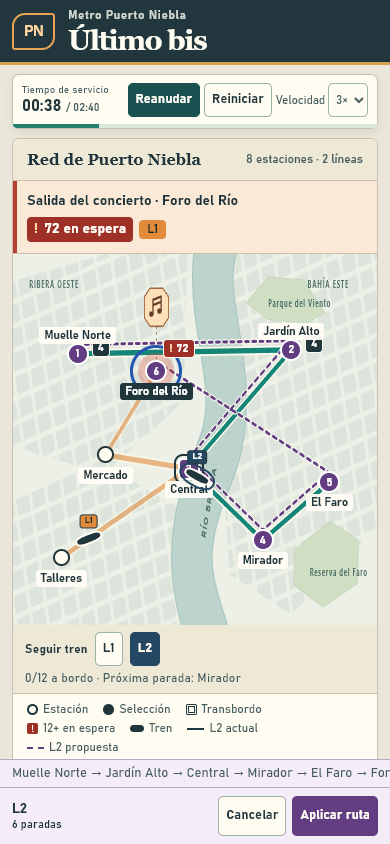 PN
Metro Puerto Niebla
Último bis
Tiempo de servicio
00:38 / 02:40
Reanudar
Reiniciar
Velocidad
3×
Red de Puerto Niebla
8 estaciones · 2 líneas
Salida del concierto · Foro del Río
! 72 en espera
L1
RIBERA OESTE
BAHÍA ESTE
Parque del Viento
Muelle Norte
Jardín Alto
4
4
! 72
1
2
6
Foro del Río
L2
Mercado
Central
5
El Faro
L1
4
Mirador
Talleres
Reserva del Faro
Seguir tren
L1
L2
0/12 a bordo · Próxima parada: Mirador
Estación
Selección
Transbordo
! 12+ en espera
Tren
L2 actual
L2 propuesta
Muelle Norte → Jardín Alto → Central → Mirador → El Faro → For
L2
6 paradas
Cancelar
Aplicar ruta